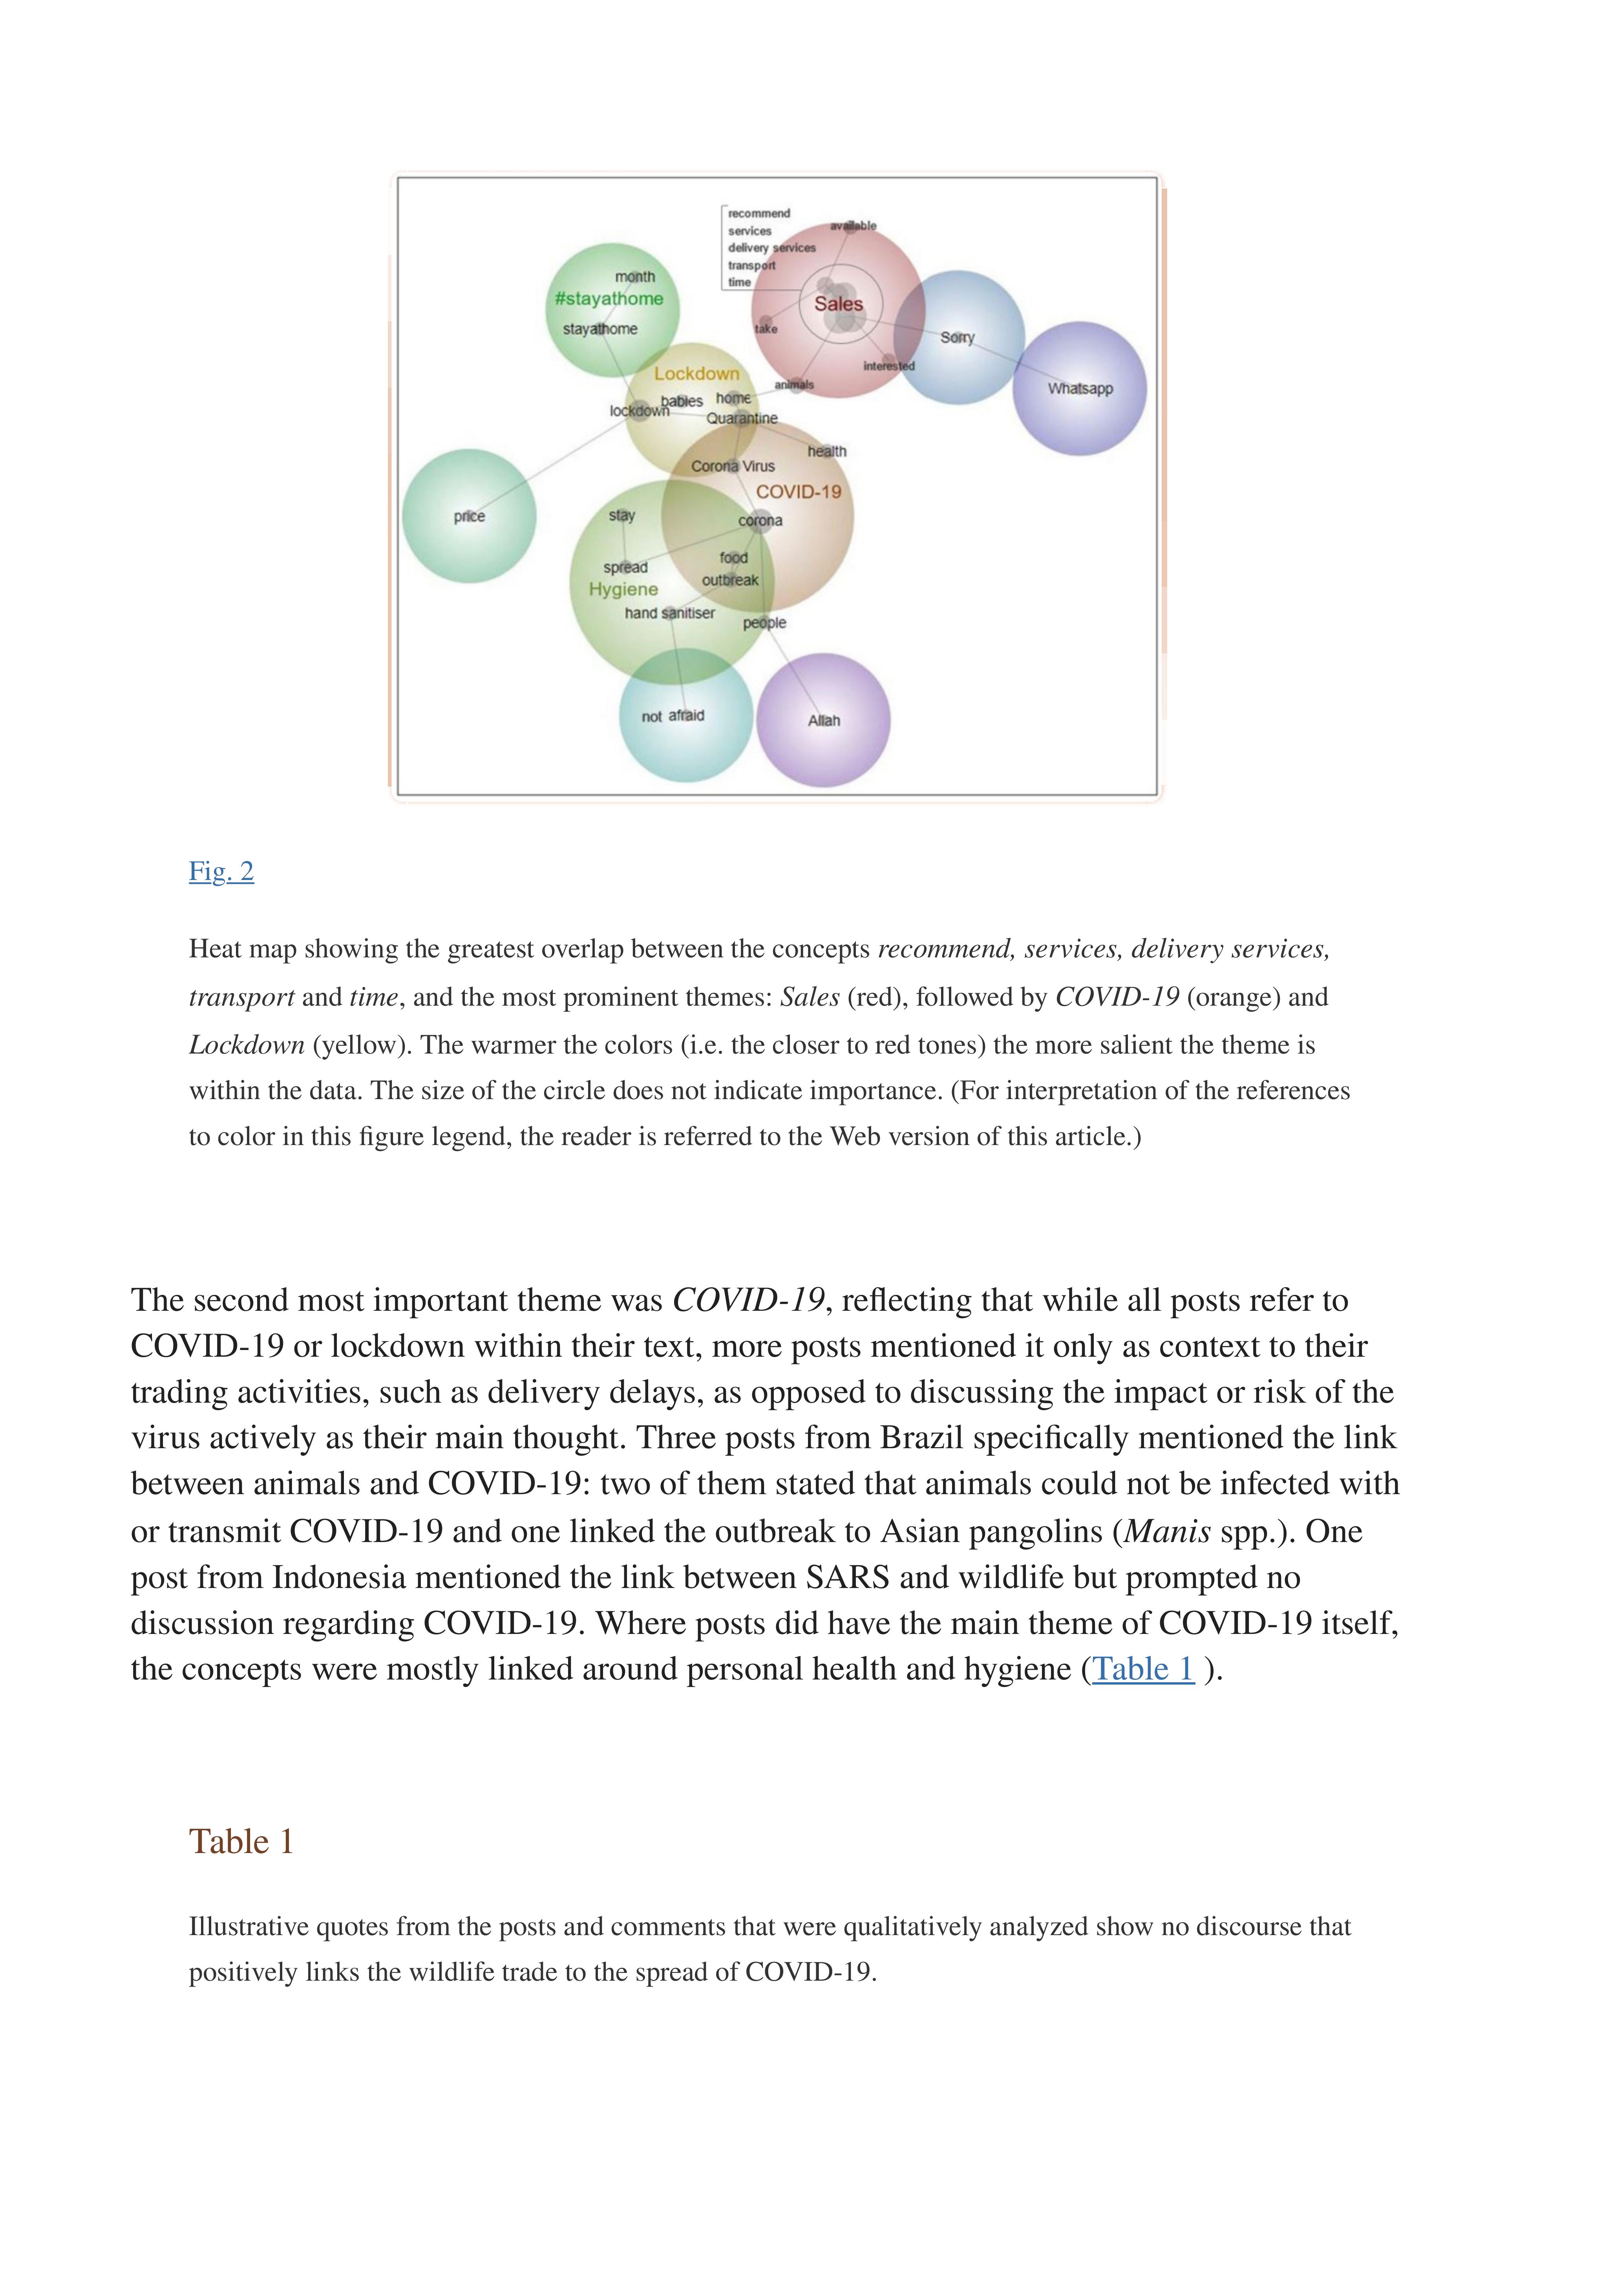 recommend
services
delivery services
transport
time
available
month
#stayathome
stayathome
Sales
take
Sorry
interested
Lockdown
animals
Whatsapp
babies
home
lockdown
Quarantine
health
Corona Virus
COVID-19
price
stay
corona
food
spread
outbreak
Hygiene
hand sanitiser
people
not afraid
Allah
Fig. 2
Heat map showing the greatest overlap between the concepts recommend, services, delivery services,
transport and time, and the most prominent themes: Sales (red), followed by COVID-19 (orange) and
Lockdown (yellow). The warmer the colors (i.e. the closer to red tones) the more salient the theme is
within the data. The size of the circle does not indicate importance. (For interpretation of the references
to color in this figure legend, the reader is referred to the Web version of this article.)
The second most important theme was COVID-19, reflecting that while all posts refer to
COVID-19 or lockdown within their text, more posts mentioned it only as context to their
trading activities, such as delivery delays, as opposed to discussing the impact or risk of the
virus actively as their main thought. Three posts from Brazil specifically mentioned the link
between animals and COVID-19: two of them stated that animals could not be infected with
or transmit COVID-19 and one linked the outbreak to Asian pangolins (Manis spp.). One
post from Indonesia mentioned the link between SARS and wildlife but prompted no
discussion regarding COVID-19. Where posts did have the main theme of COVID-19 itself,
the concepts were mostly linked around personal health and hygiene (Table 1 ).
Table 1
Illustrative quotes from the posts and comments that were qualitatively analyzed show no discourse that
positively links the wildlife trade to the spread of COVID-19.